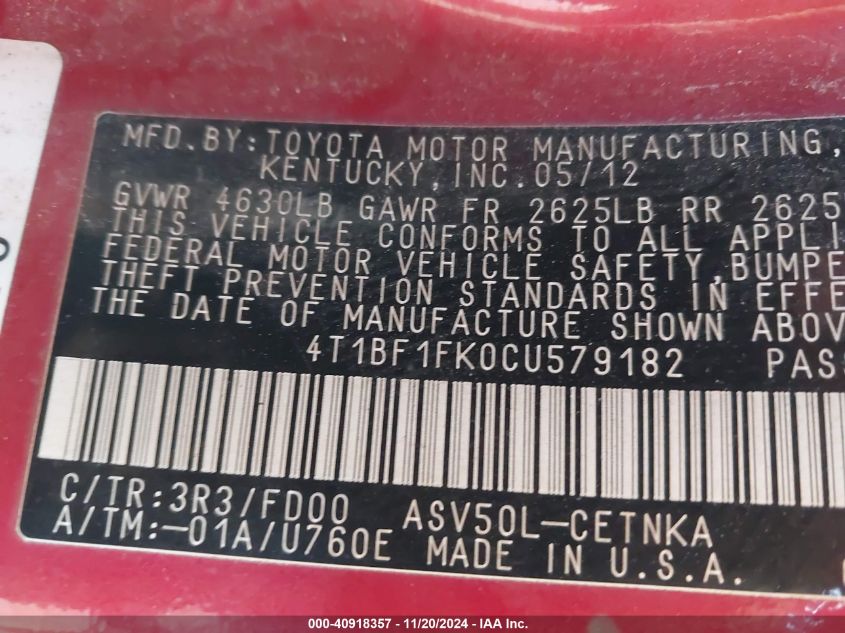 MFD.BY:TOYOTA MOTOR MANUFACTURING,
KENTUCKY,INC.05/12
GVWR 4630LB GAWR FR 2625LB RR 2625
THIS VEHICLE CONFORMS TO ALL APPLI
FEDERAL MOTOR VEHICLE SAFETY,BUMPE
THEFT PREVENTION STANDARDS IN EFFE
THE DATE OF MANUFACTURE SHOWN ABOV
4T1BF1FK0CU579182 PAS
C/TR:3R3/FD00 ASV50L-CETNKA
A/TM:-01A/U760E MADE IN U.S.A.
000-40918357 - 11/20/2024 - IAAI, Inc.